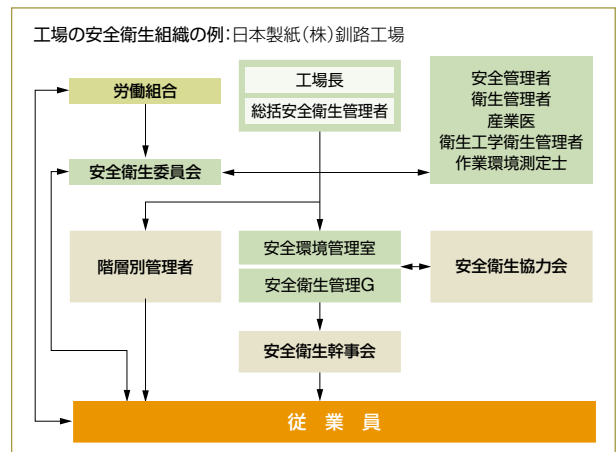 工場の安全衛生組織の例:日本製紙(株)釧路工場
工場長
総括安全衛生管理者
労働組合
安全管理者
衛生管理者
産業医
衛生工学衛生管理者
作業環境測定士
安全衛生委員会
階層別管理者
安全環境管理室
安全衛生管理G
安全衛生協力会
安全衛生幹事会
従業員